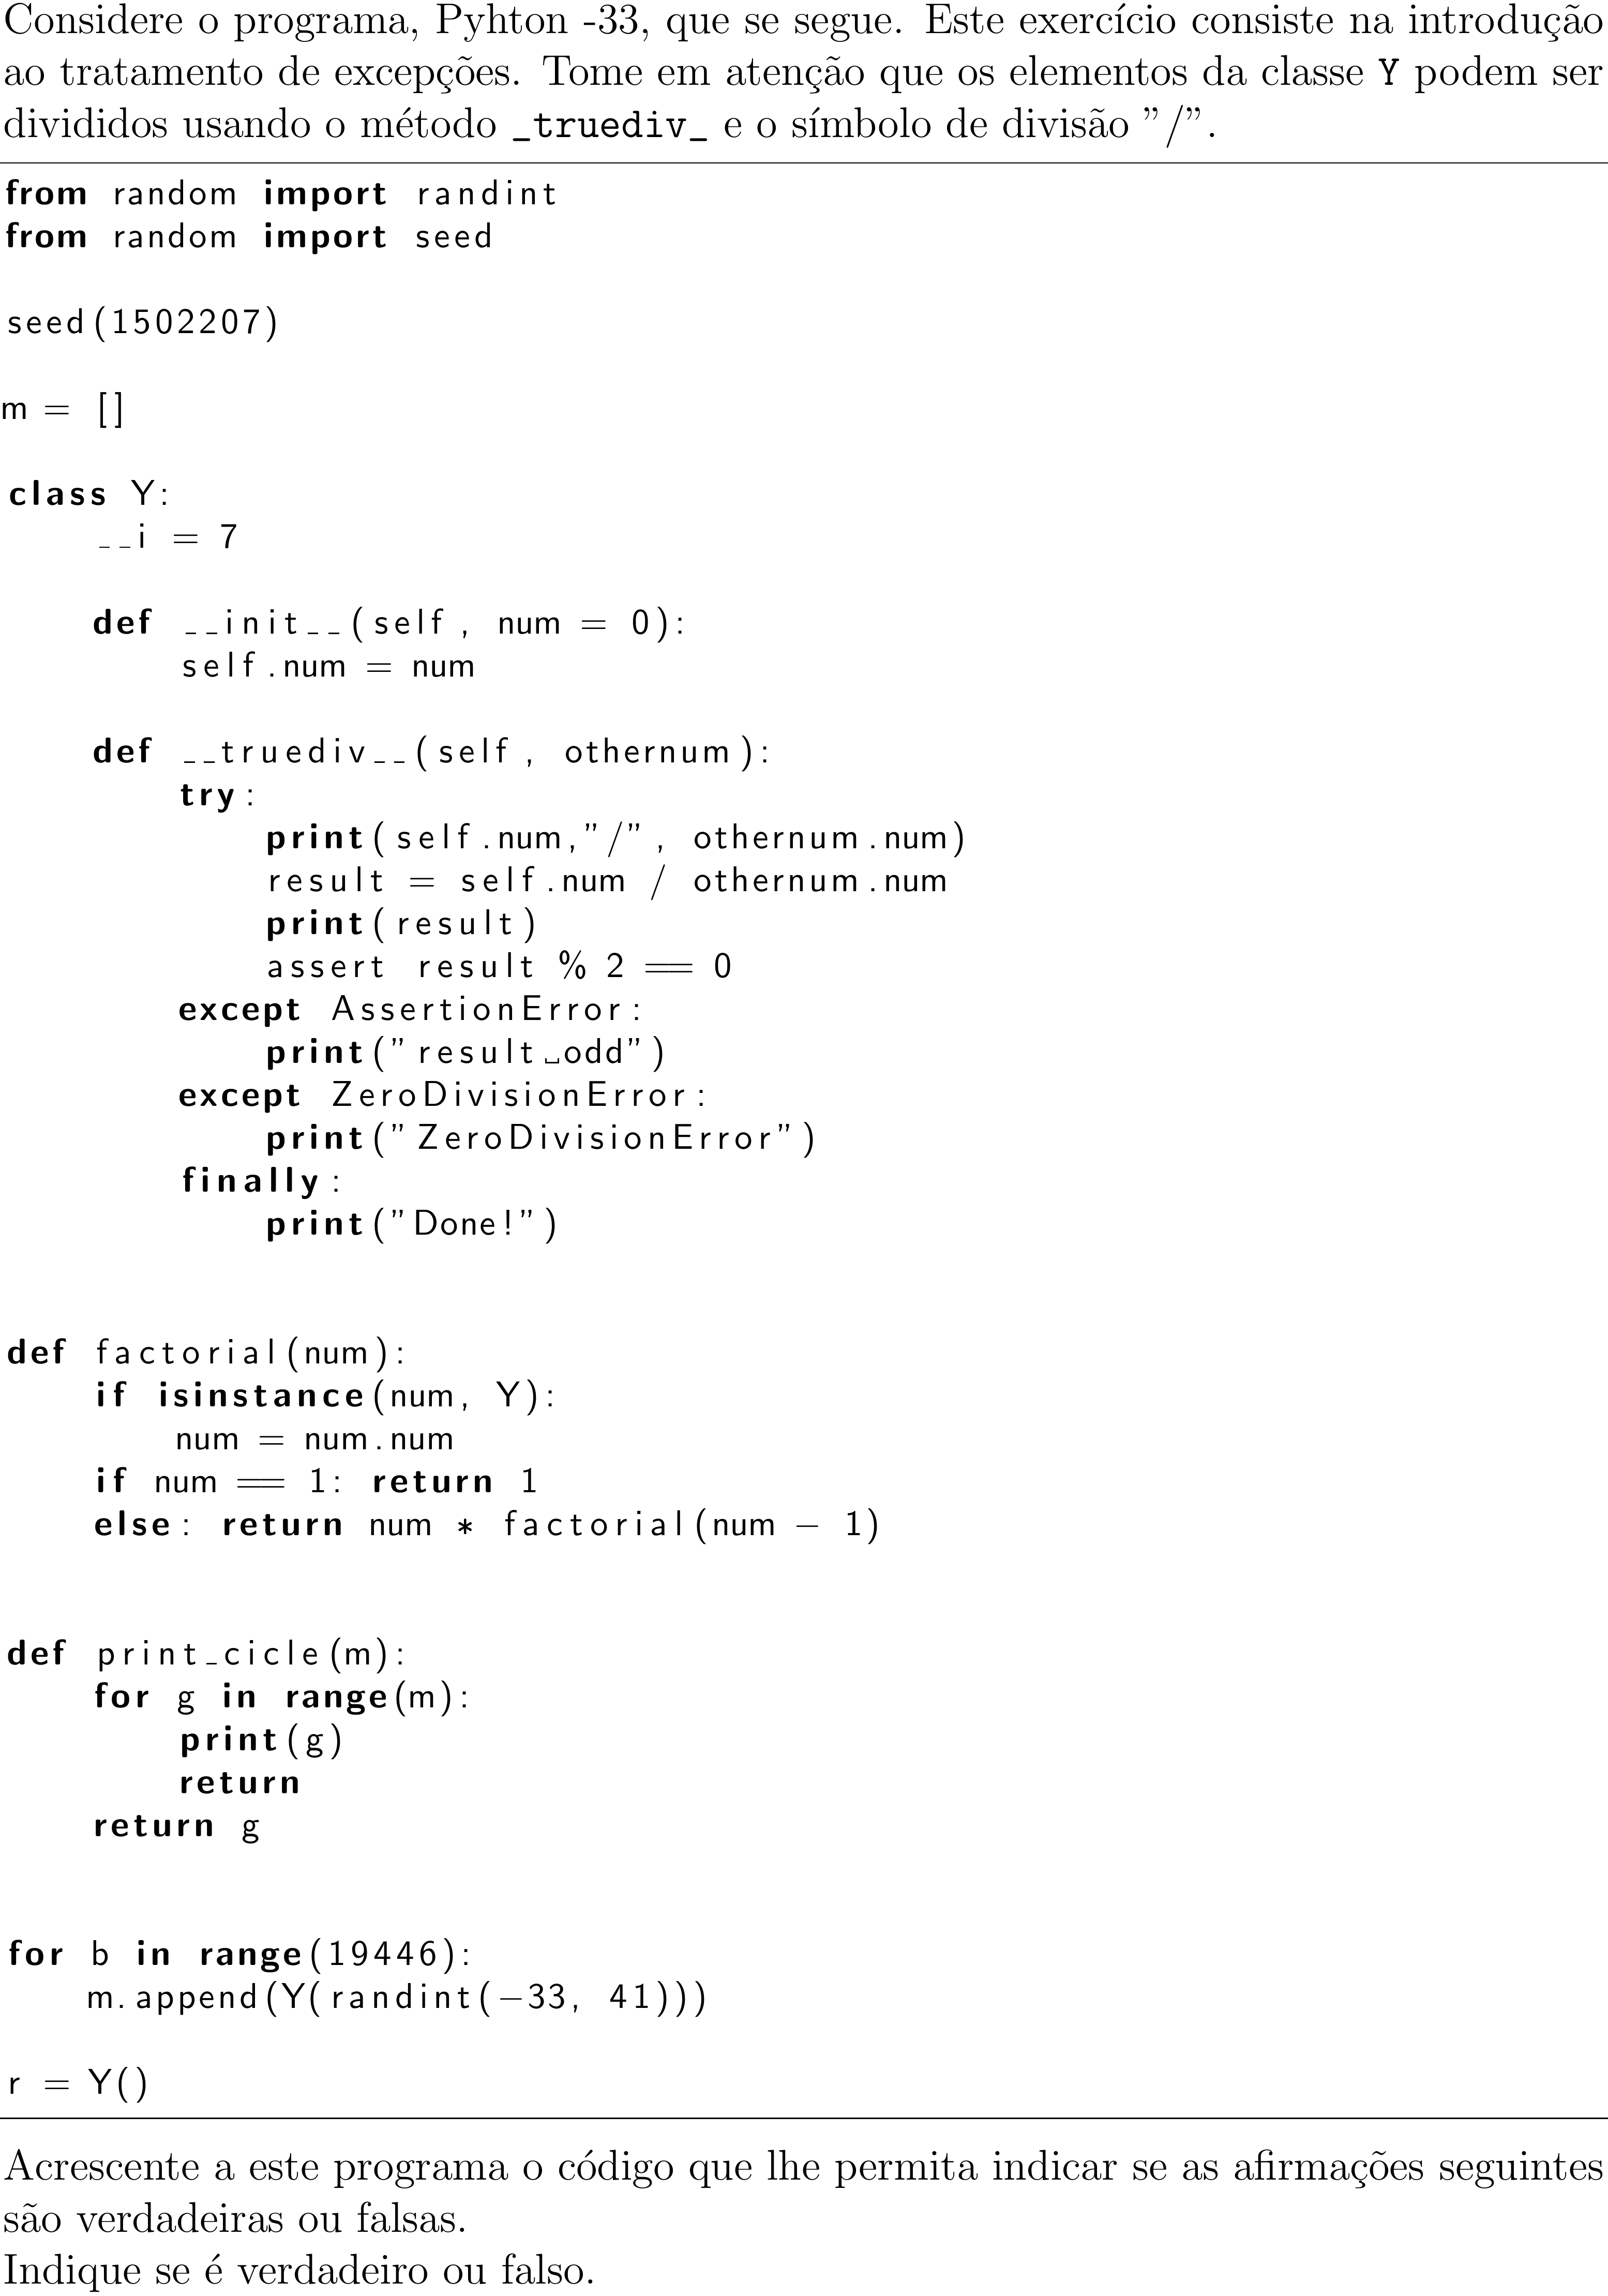 Considere o programa, Pyhton -33, que se segue. Este exercício consiste na introdução
ao tratamento de excepções. Tome em atenção que os elementos da classe Y podem ser
divididos usando o método _truediv_ e o símbolo de divisão ”/”.
from random import randint
from random import seed
seed(1502207)
m = []
class Y:
    __i = 7
    def __init__(self, num = 0):
        self.num = num
    def __truediv__(self, othernum):
        try:
            print(self.num,”/”, othernum.num)
            result = self.num / othernum.num
            print(result)
            assert result % 2 == 0
        except AssertionError:
            print(”result␣odd”)
        except ZeroDivisionError:
            print(”ZeroDivisionError”)
        finally:
            print(”Done!”)
def factorial(num):
    if isinstance(num, Y):
        num = num.num
    if num == 1: return 1
    else: return num * factorial(num − 1)
def print_cicle(m):
    for g in range(m):
        print(g)
        return
    return g
for b in range(19446):
    m.append(Y(randint(−33, 41)))
r = Y()
Acrescente a este programa o código que lhe permita indicar se as afirmações seguintes
são verdadeiras ou falsas.
Indique se é verdadeiro ou falso.